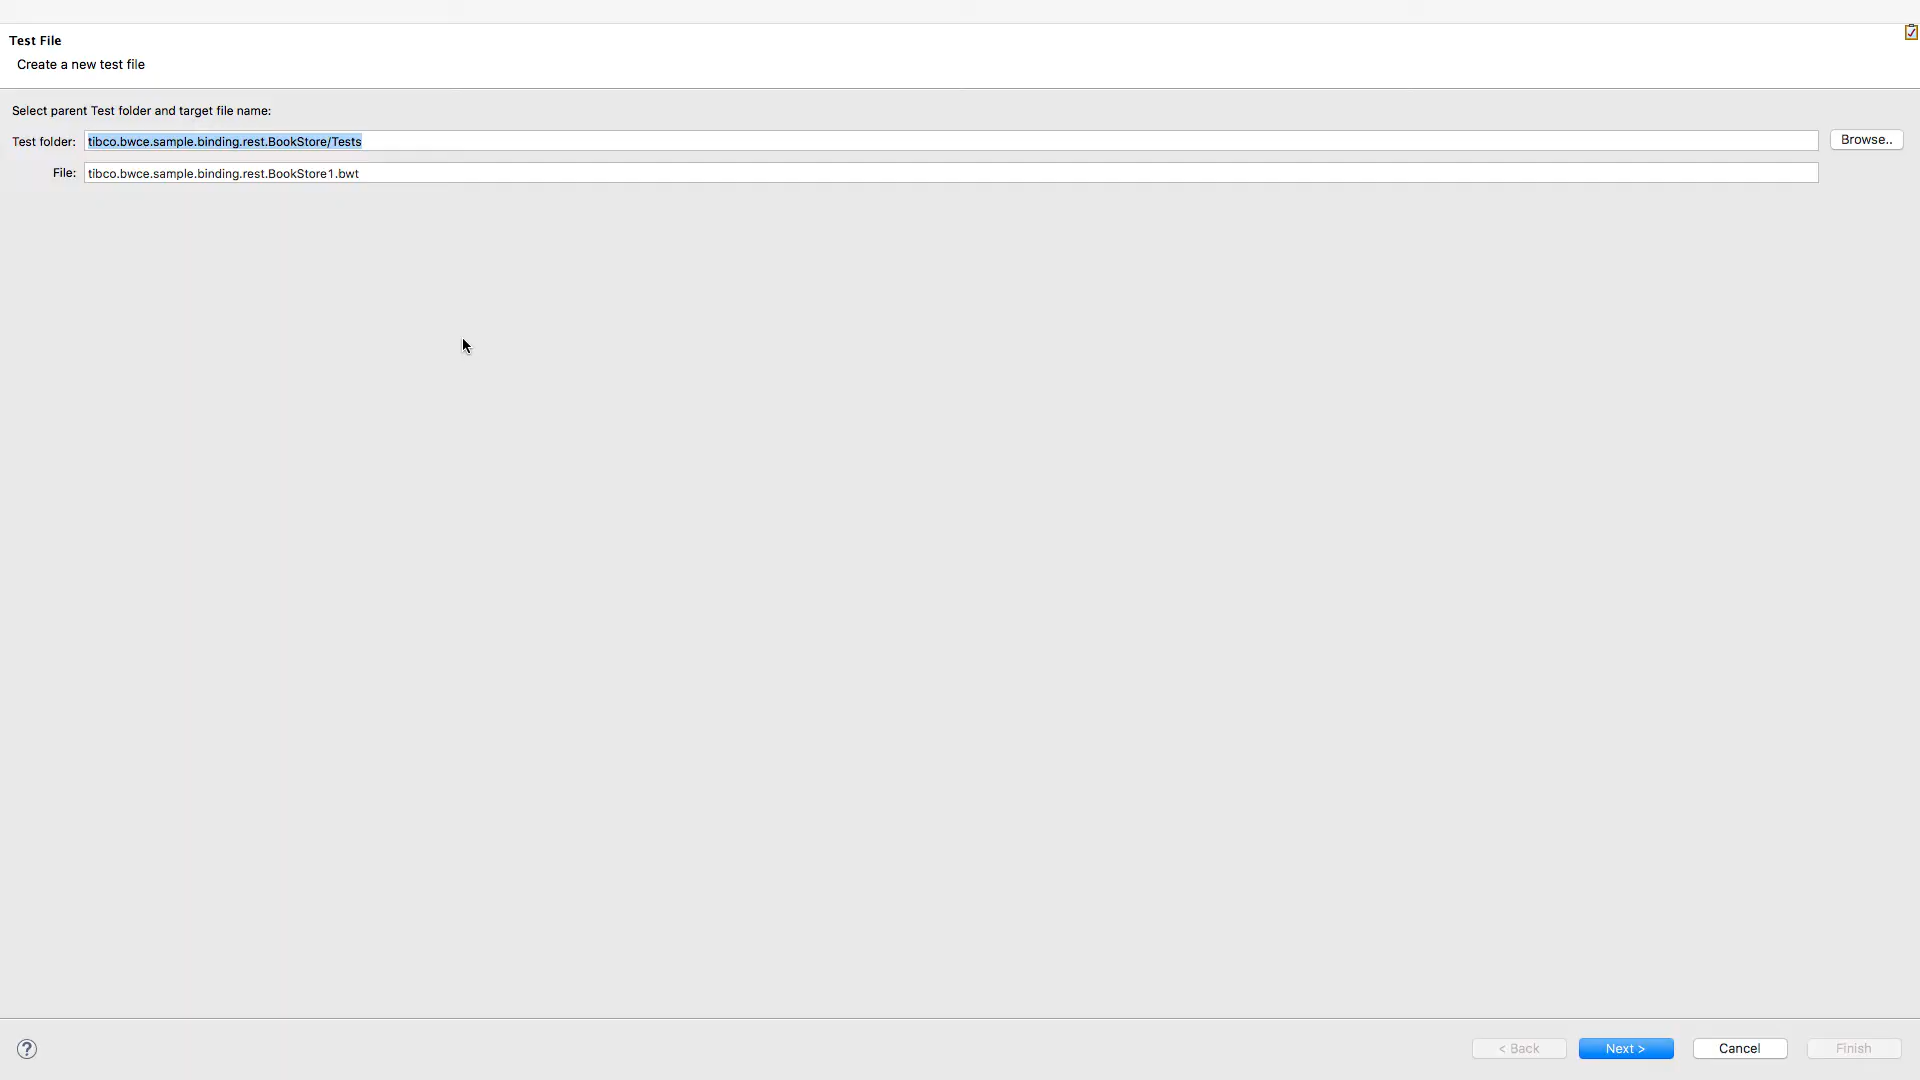 Test File
Create a new test file
Select parent Test folder and target file name:
Test folder: tibco.bwce.sample.binding.rest.BookStore/Tests Browse..
File: tibco.bwce.sample.binding.rest.BookStore1.bwt
? < Back Next > Cancel Finish